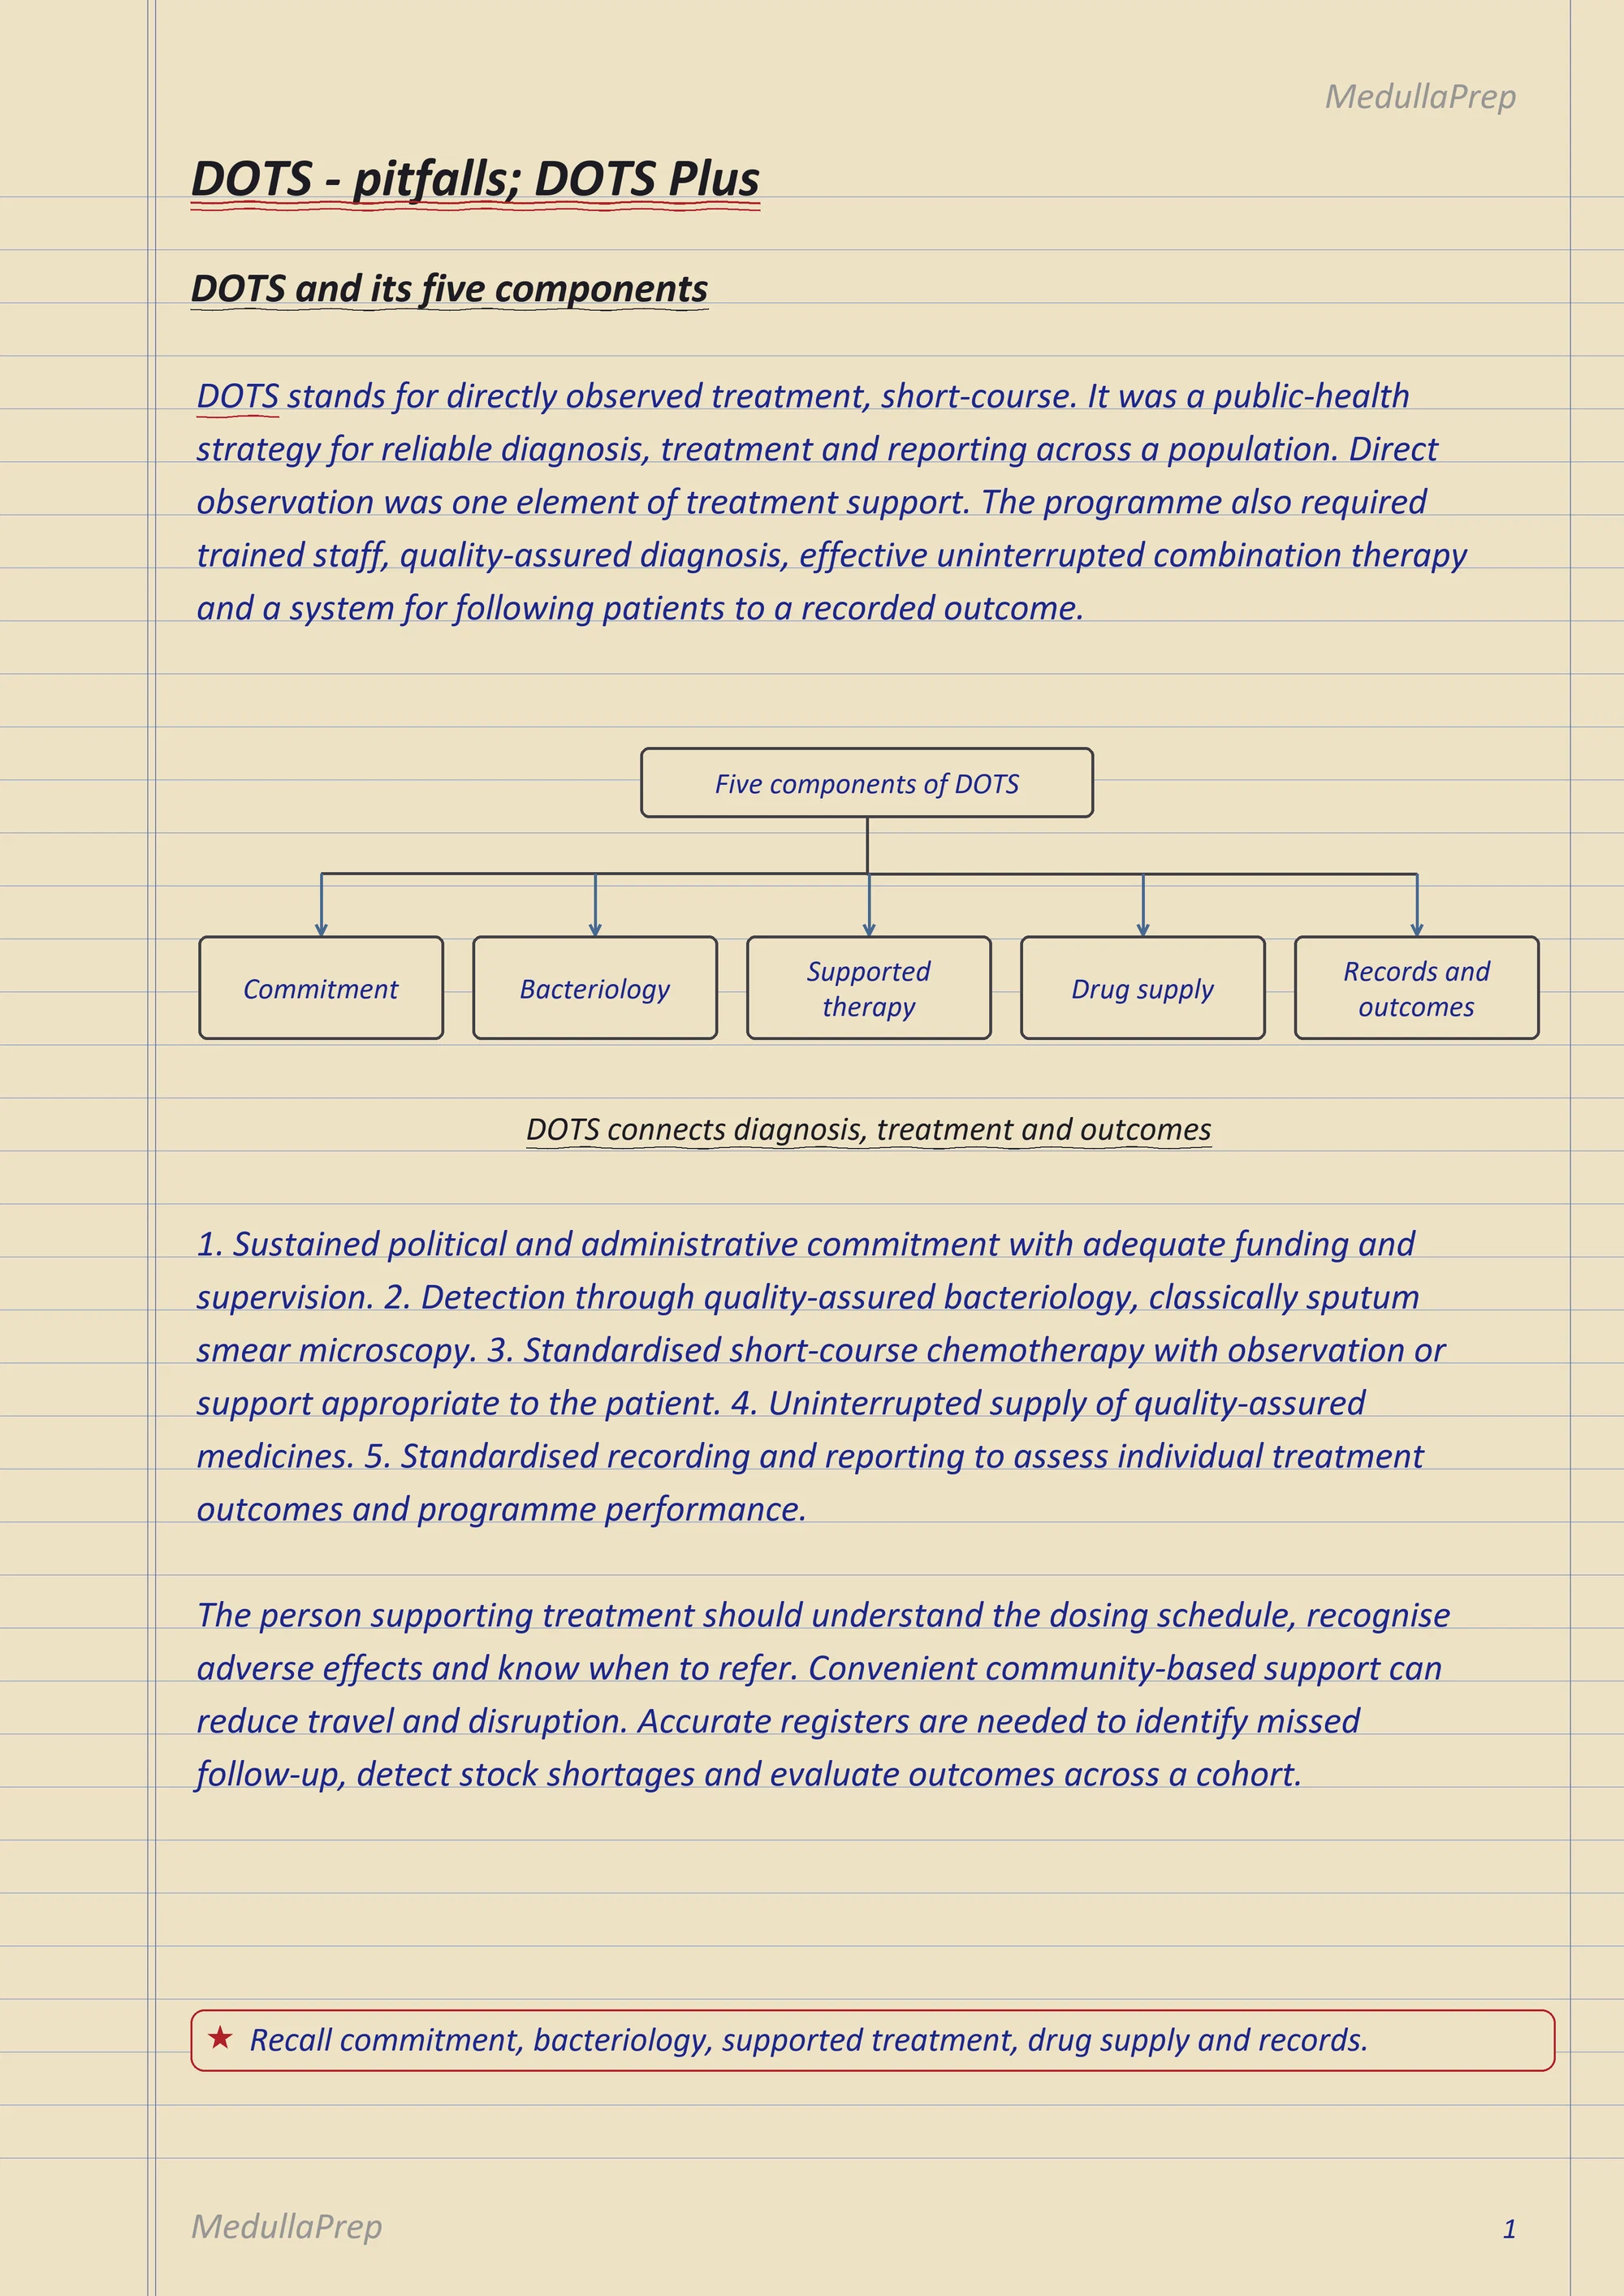 MedullaPrep
DOTS - pitfalls; DOTS Plus
DOTS and its five components
DOTS stands for directly observed treatment, short-course. It was a public-health
strategy for reliable diagnosis, treatment and reporting across a population. Direct
observation was one element of treatment support. The programme also required
trained staff, quality-assured diagnosis, effective uninterrupted combination therapy
and a system for following patients to a recorded outcome.
Five components of DOTS
Commitment
Bacteriology
Supported
therapy
Drug supply
Records and
outcomes
DOTS connects diagnosis, treatment and outcomes
1. Sustained political and administrative commitment with adequate funding and
supervision. 2. Detection through quality-assured bacteriology, classically sputum
smear microscopy. 3. Standardised short-course chemotherapy with observation or
support appropriate to the patient. 4. Uninterrupted supply of quality-assured
medicines. 5. Standardised recording and reporting to assess individual treatment
outcomes and programme performance.
The person supporting treatment should understand the dosing schedule, recognise
adverse effects and know when to refer. Convenient community-based support can
reduce travel and disruption. Accurate registers are needed to identify missed
follow-up, detect stock shortages and evaluate outcomes across a cohort.
★ Recall commitment, bacteriology, supported treatment, drug supply and records.
MedullaPrep
1